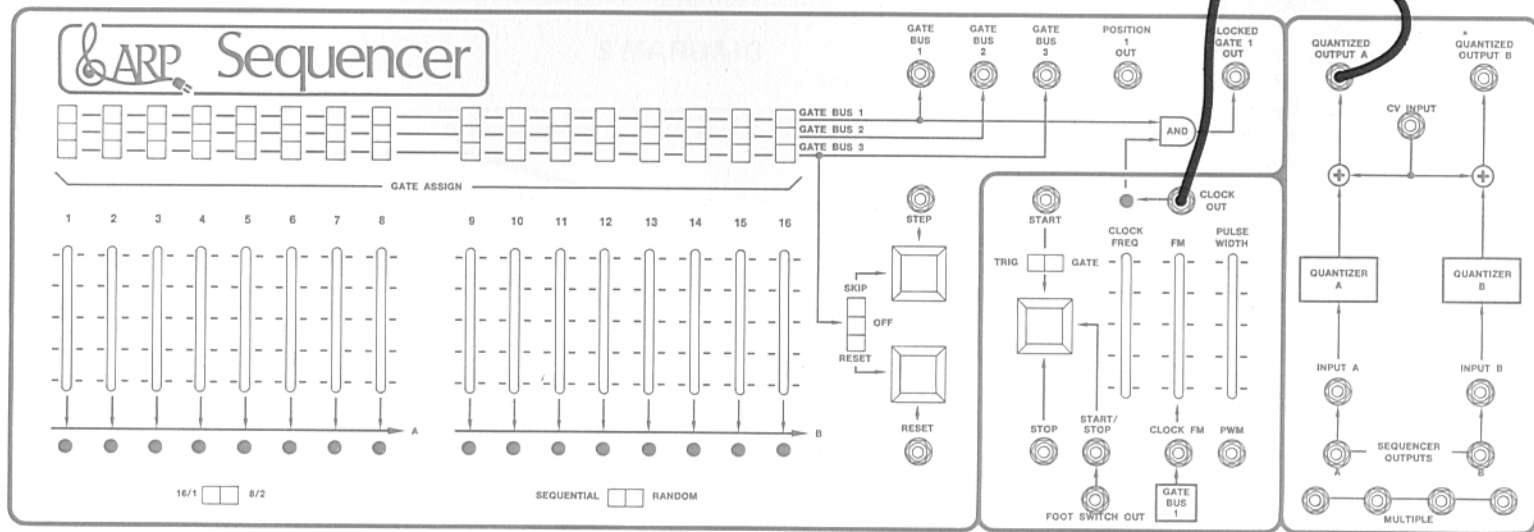 ARP Sequencer
GATE BUS 1
GATE BUS 2
GATE BUS 3
POSITION 1 OUT
LOCKED GATE 1 OUT
GATE BUS 1
GATE BUS 2
GATE BUS 3
AND
GATE ASSIGN
1 2 3 4 5 6 7 8
9 10 11 12 13 14 15 16
A
B
16/1 8/2
SEQUENTIAL RANDOM
STEP
SKIP
OFF
RESET
RESET
START
TRIG GATE
CLOCK OUT
CLOCK FREQ
FM
PULSE WIDTH
STOP
START/STOP
CLOCK FM
PWM
FOOT SWITCH OUT
GATE BUS 1
QUANTIZED OUTPUT A
QUANTIZED OUTPUT B
CV INPUT
QUANTIZER A
QUANTIZER B
INPUT A
INPUT B
SEQUENCER OUTPUTS
A
B
MULTIPLE